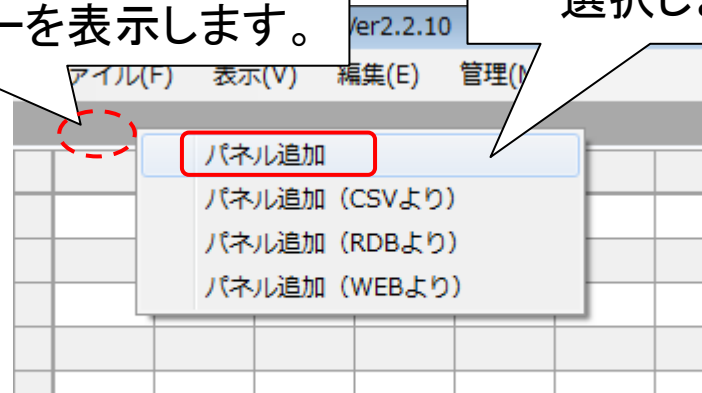 ーを表示します。
選択し
Ver2.2.10
ァイル(F) 表示(V) 編集(E) 管理(
パネル追加
パネル追加（CSVより）
パネル追加（RDBより）
パネル追加（WEBより）